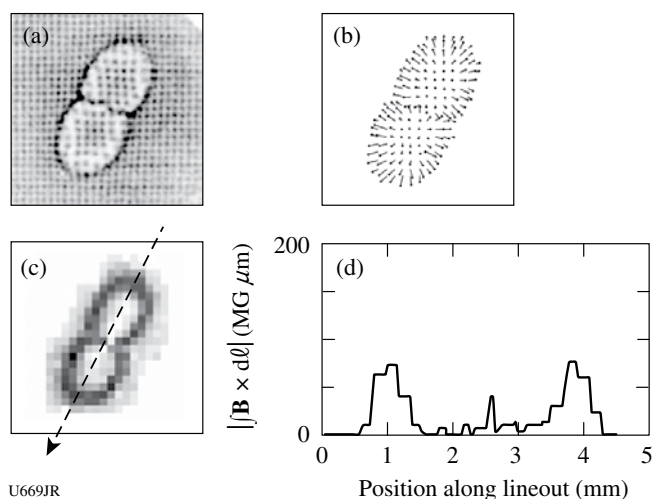 (a)
(b)
(c)
(d)
200
|∫B × dℓ| (MG μm)
0
0 1 2 3 4 5
Position along lineout (mm)
U669JR